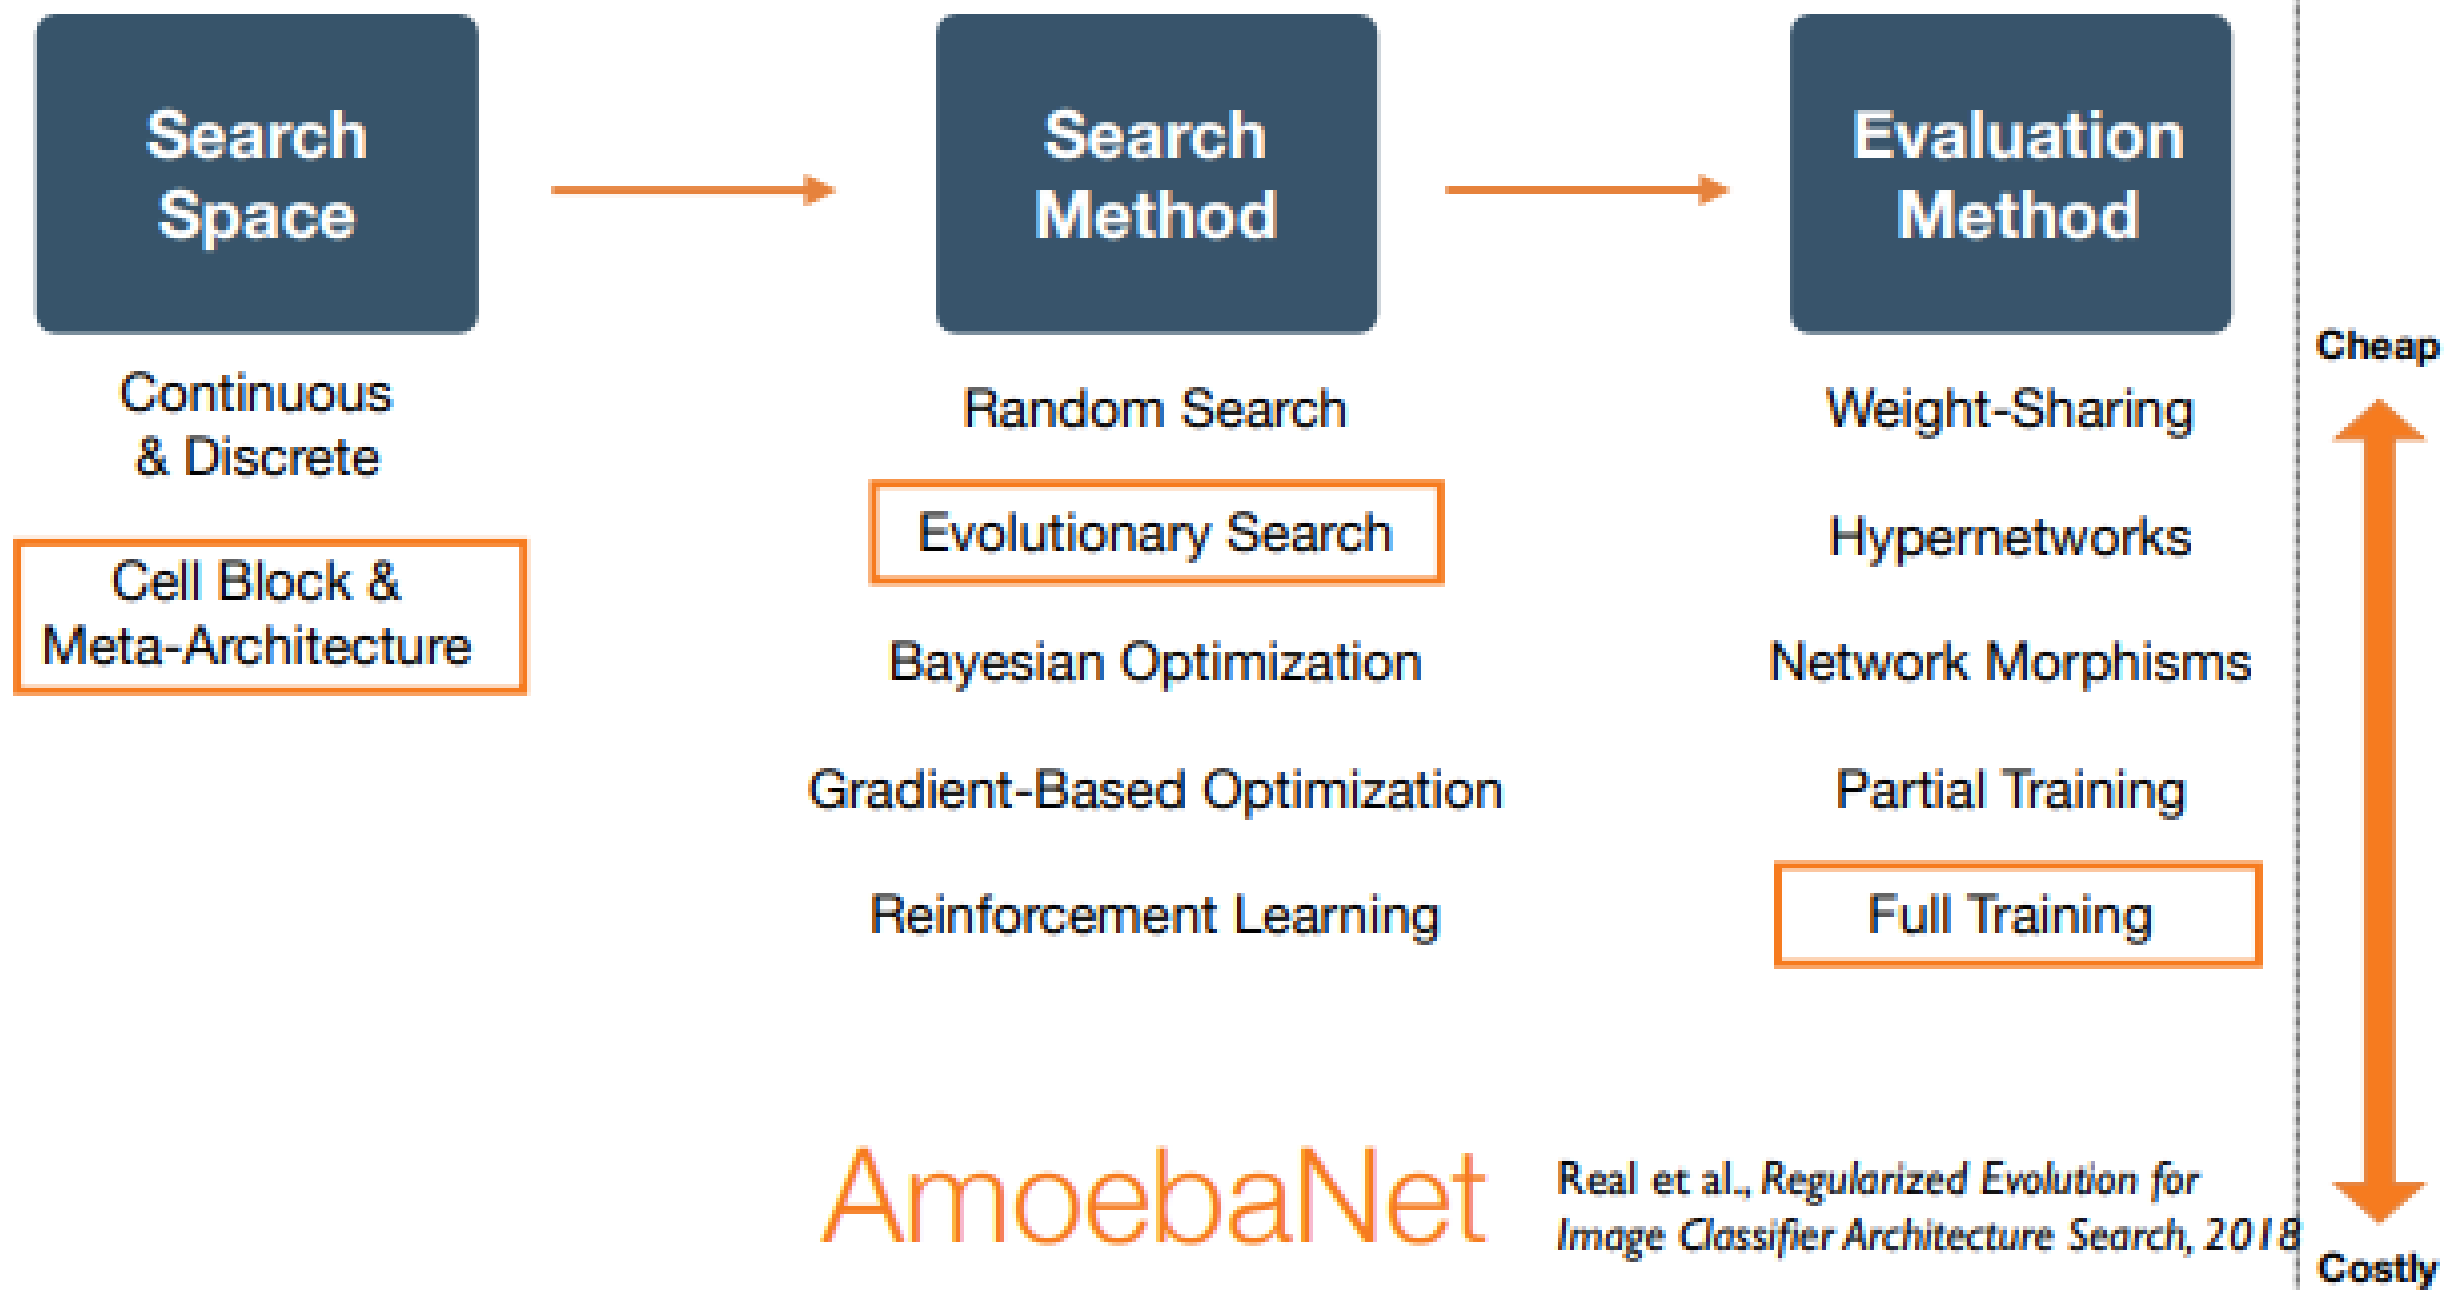 Search
Space
Search
Method
Evaluation
Method
Continuous
& Discrete
Cell Block &
Meta-Architecture
Random Search
Evolutionary Search
Bayesian Optimization
Gradient-Based Optimization
Reinforcement Learning
Weight-Sharing
Hypernetworks
Network Morphisms
Partial Training
Full Training
Cheap
Costly
AmoebaNet
Real et al., Regularized Evolution for
Image Classifier Architecture Search, 2018